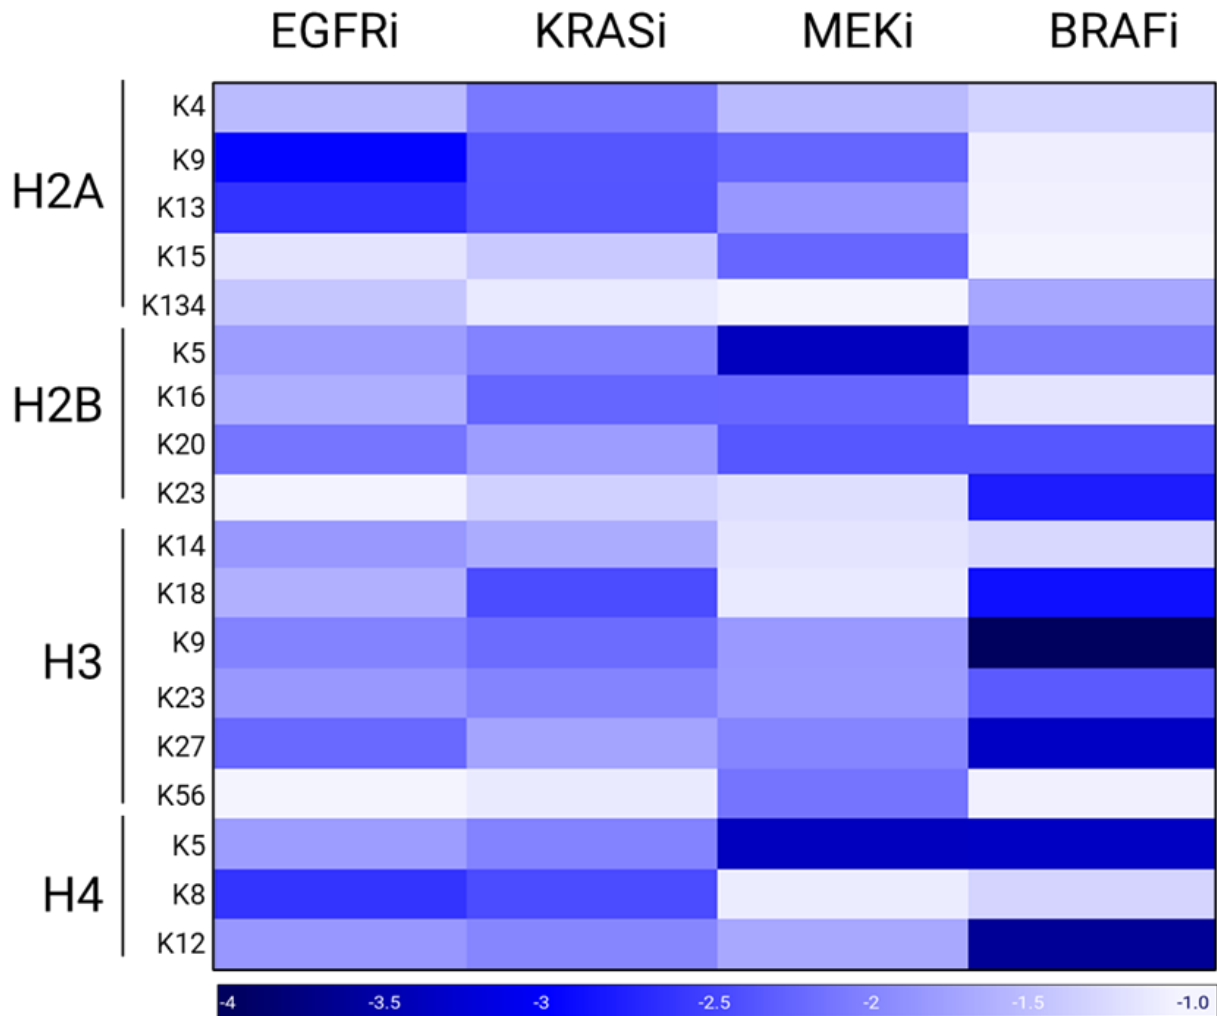 EGFRi KRASi MEKi BRAFi
H2A
K4
K9
K13
K15
K134
H2B
K5
K16
K20
K23
H3
K14
K18
K9
K23
K27
K56
H4
K5
K8
K12
-4 -3.5 -3 -2.5 -2 -1.5 -1.0